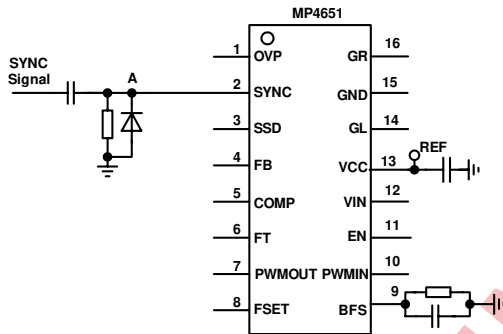 MP4651
SYNC
Signal
A
1 OVP
2 SYNC
3 SSD
4 FB
5 COMP
6 FT
7 PWMOUT
8 FSET
GR 16
GND 15
GL 14
VCC 13
REF
VIN 12
EN 11
PWMIN 10
BFS 9